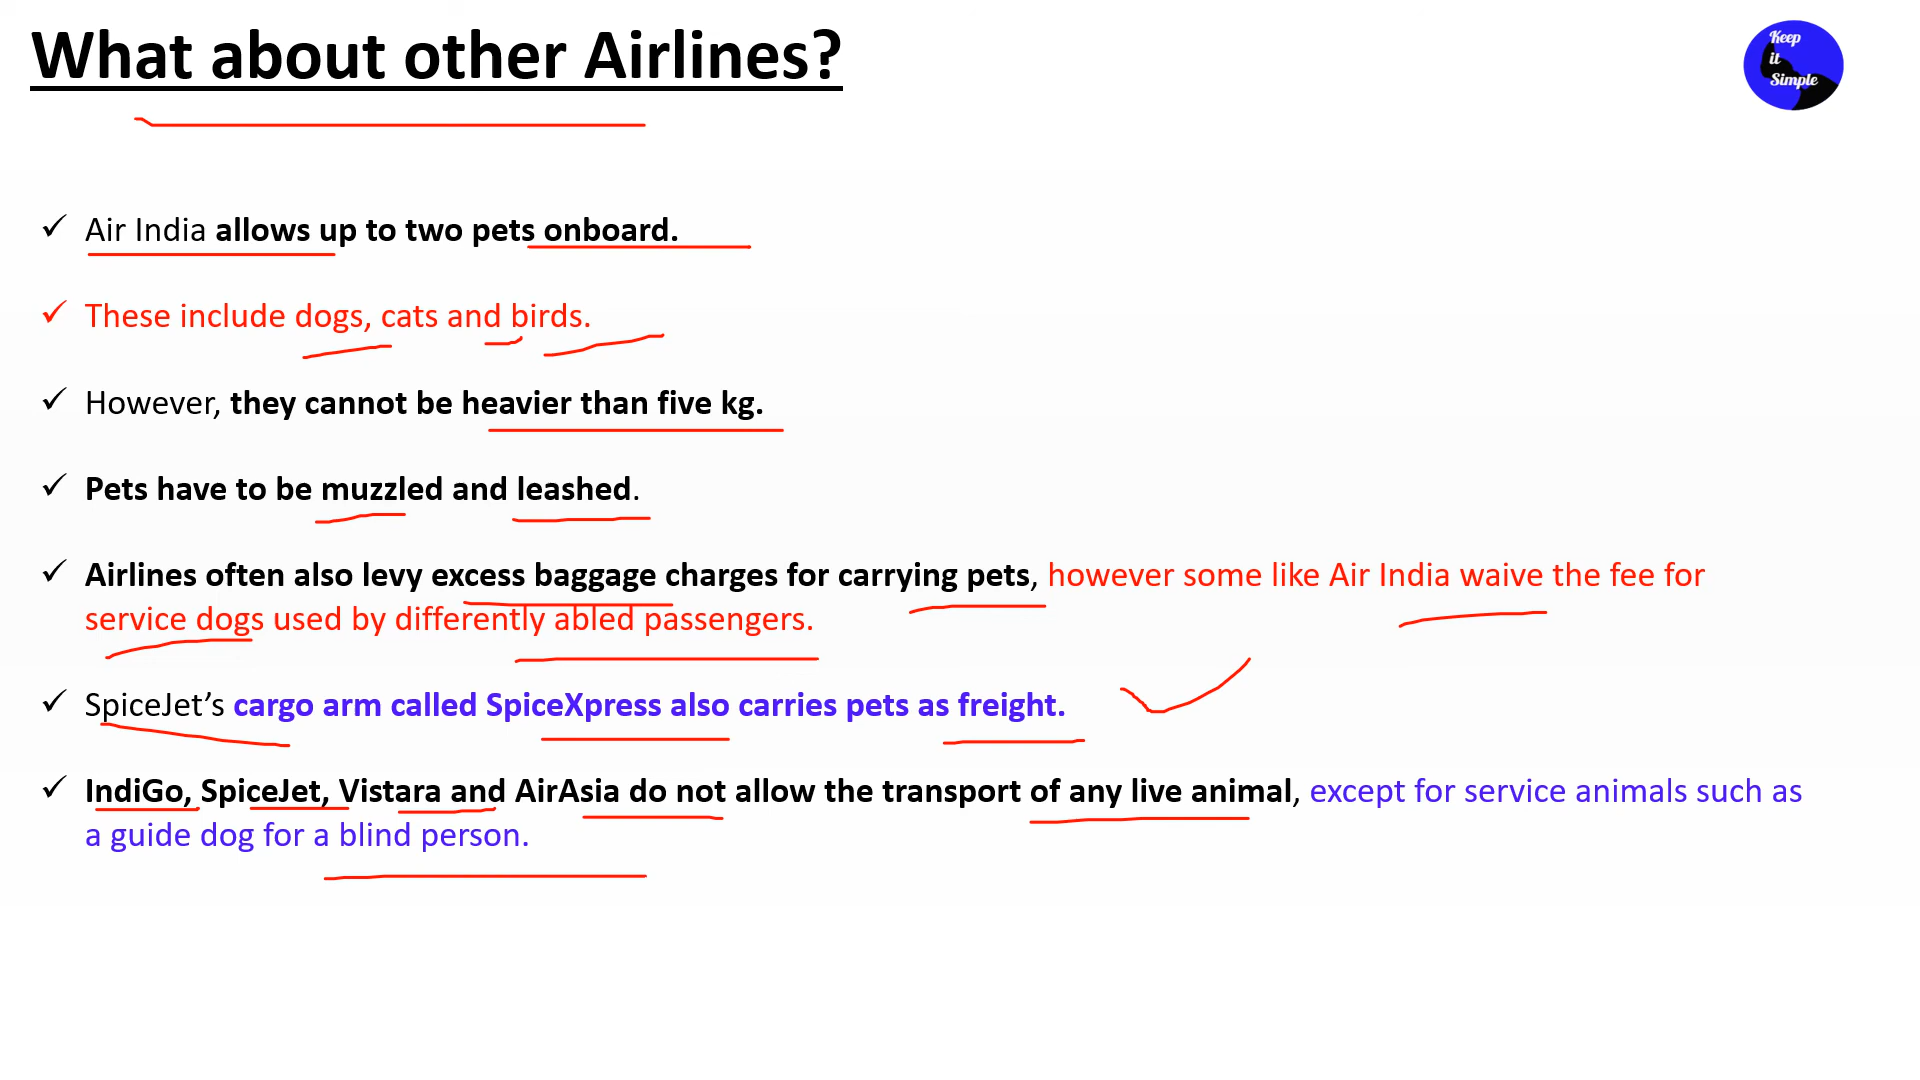 What about other Airlines?
Keep
it
Simple
✓ Air India allows up to two pets onboard.
✓ These include dogs, cats and birds.
✓ However, they cannot be heavier than five kg.
✓ Pets have to be muzzled and leashed.
✓ Airlines often also levy excess baggage charges for carrying pets, however some like Air India waive the fee for
service dogs used by differently abled passengers.
✓ SpiceJet’s cargo arm called SpiceXpress also carries pets as freight.
✓ IndiGo, SpiceJet, Vistara and AirAsia do not allow the transport of any live animal, except for service animals such as
a guide dog for a blind person.